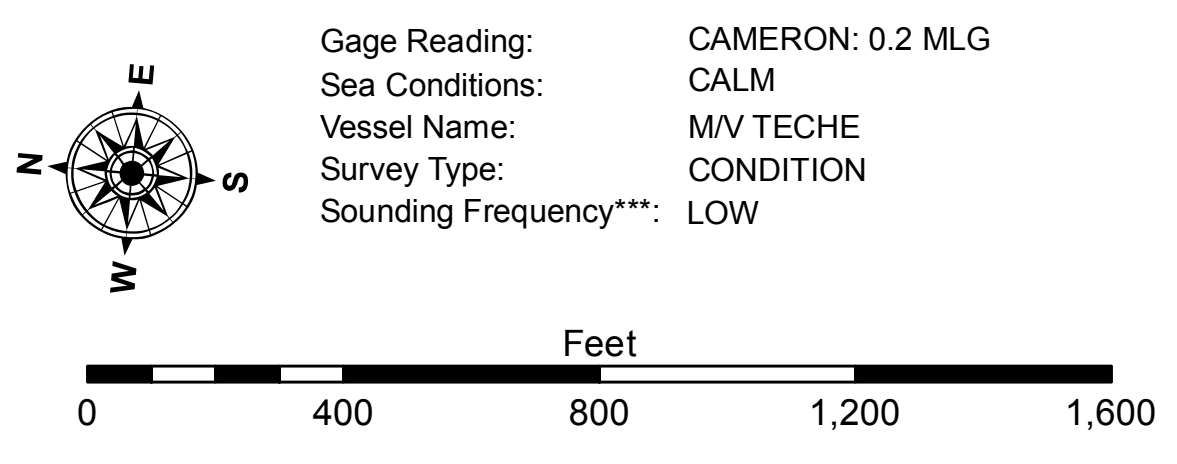 E
N
S
W
Gage Reading: CAMERON: 0.2 MLG
Sea Conditions: CALM
Vessel Name: M/V TECHE
Survey Type: CONDITION
Sounding Frequency***: LOW
Feet
0 400 800 1,200 1,600